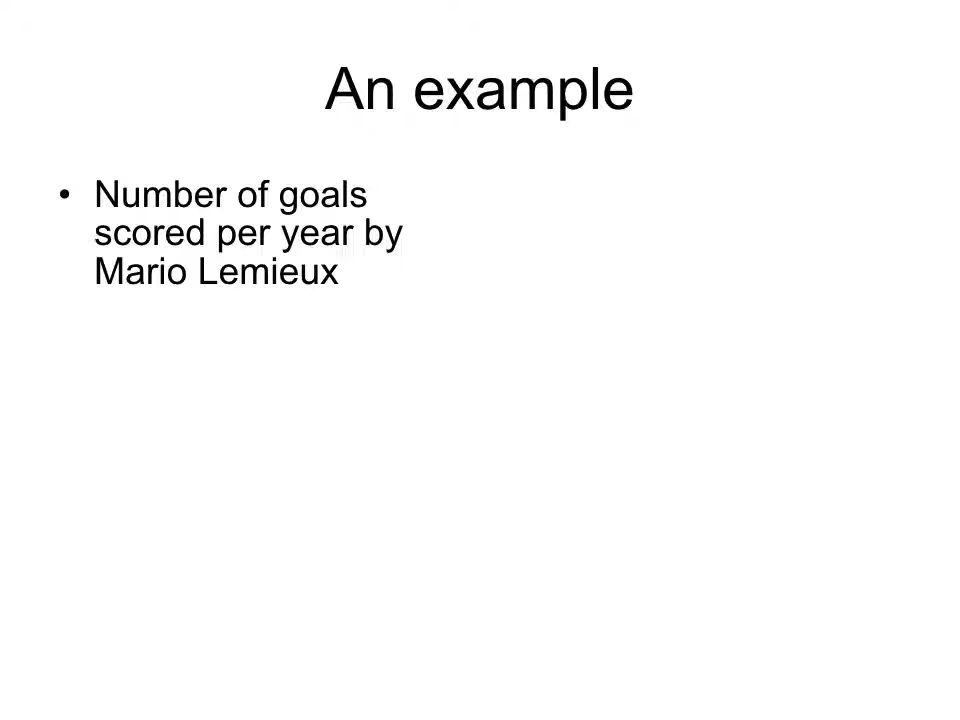 An example
• Number of goals
scored per year by
Mario Lemieux